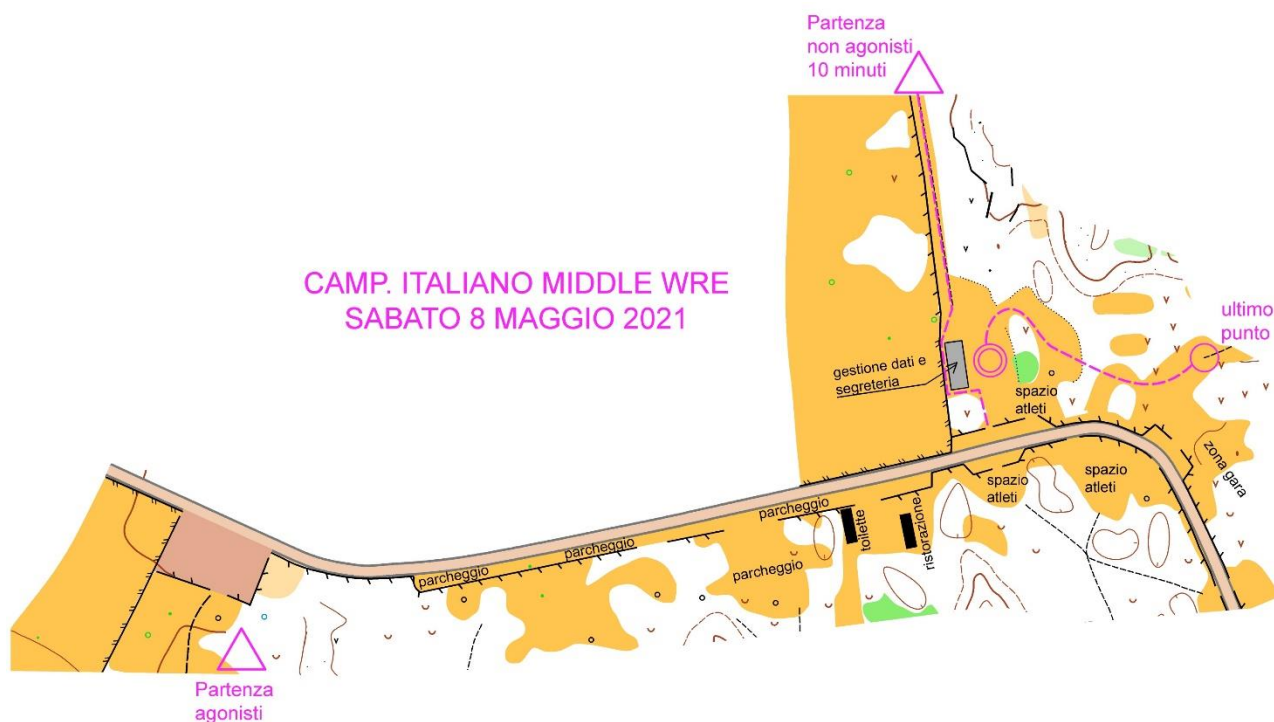 Partenza
non agonisti
10 minuti
CAMP. ITALIANO MIDDLE WRE
SABATO 8 MAGGIO 2021
ultimo
punto
gestione dati e
segreteria
spazio
atleti
zona gara
spazio
atleti
spazio
atleti
parcheggio
toilette
ristorazione
parcheggio
parcheggio
parcheggio
Partenza
agonisti